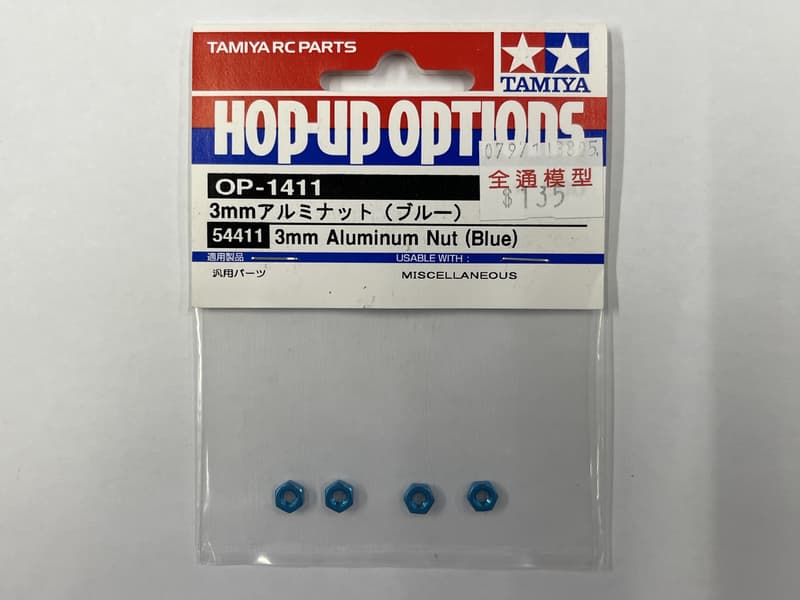 TAMIYA RC PARTS
TAMIYA
HOP-UP OPTIONS
全通模型
$135
OP-1411
3mmアルミナット（ブルー）
54411 3mm Aluminum Nut (Blue)
適用製品 USABLE WITH :
汎用パーツ MISCELLANEOUS